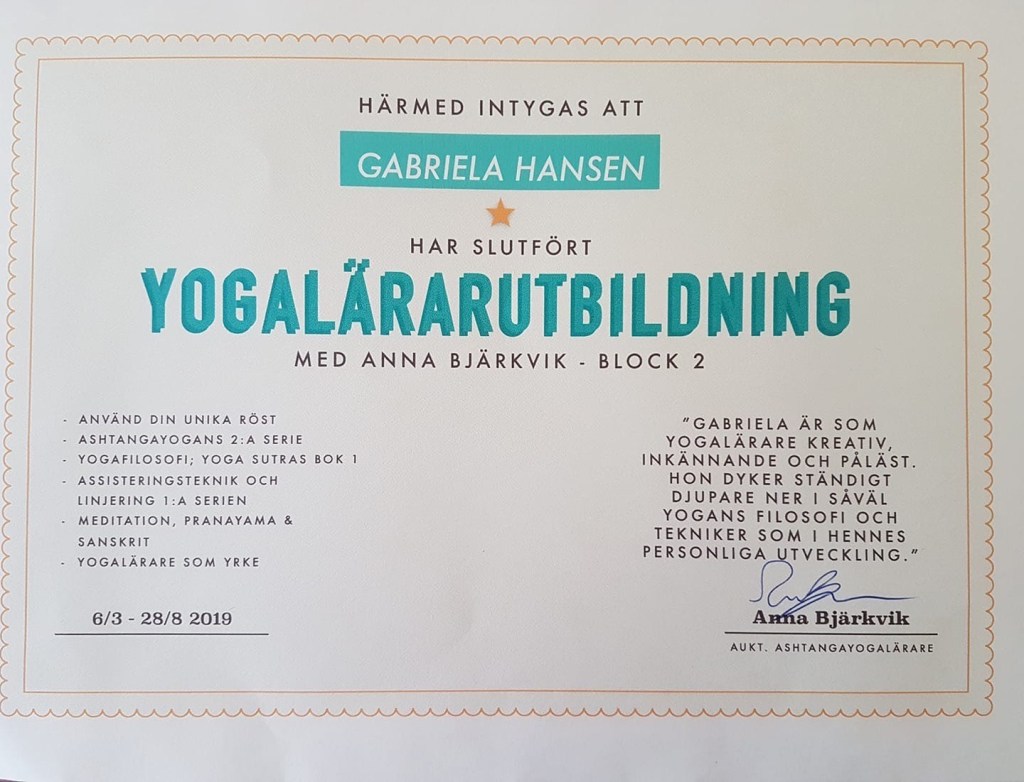 HÄRMED INTYGAS ATT
GABRIELA HANSEN
HAR SLUTFÖRT
YOGALÄRARUTBILDNING
MED ANNA BJÄRKVIK - BLOCK 2
- ANVÄND DIN UNIKA RÖST
- ASHTANGAYOGANS 2:A SERIE
- YOGAFILOSOFI; YOGA SUTRAS BOK 1
- ASSISTERINGSTEKNIK OCH
LINJERING 1:A SERIEN
- MEDITATION, PRANAYAMA &
SANSKRIT
- YOGALÄRARE SOM YRKE
6/3 - 28/8 2019
"GABRIELA ÄR SOM
YOGALÄRARE KREATIV,
INKÄNNANDE OCH PÅLÄST.
HON DYKER STÄNDIGT
DJUPARE NER I SÅVÄL
YOGANS FILOSOFI OCH
TEKNIKER SOM I HENNES
PERSONLIGA UTVECKLING."
Anna Bjärkvik
AUKT. ASHTANGAYOGALÄRARE